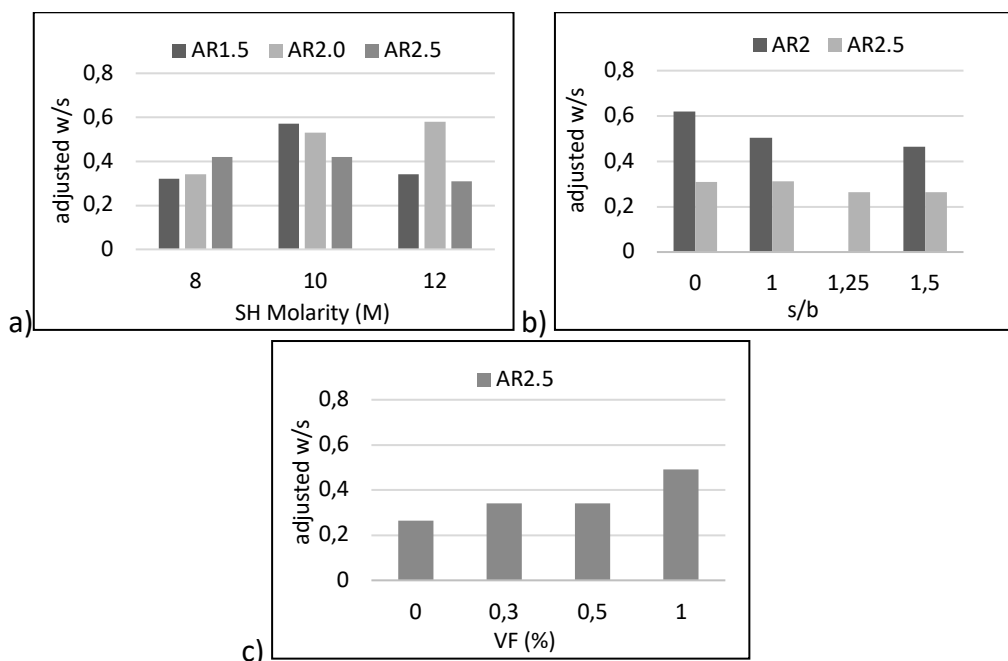 AR1.5 AR2.0 AR2.5
0,8
0,6
0,4
0,2
0
adjusted w/s
8 10 12
SH Molarity (M)
a)
AR2 AR2.5
0,8
0,6
0,4
0,2
0
adjusted w/s
0 1 1,25 1,5
s/b
b)
AR2.5
0,8
0,6
0,4
0,2
0
adjusted w/s
0 0,3 0,5 1
VF (%)
c)